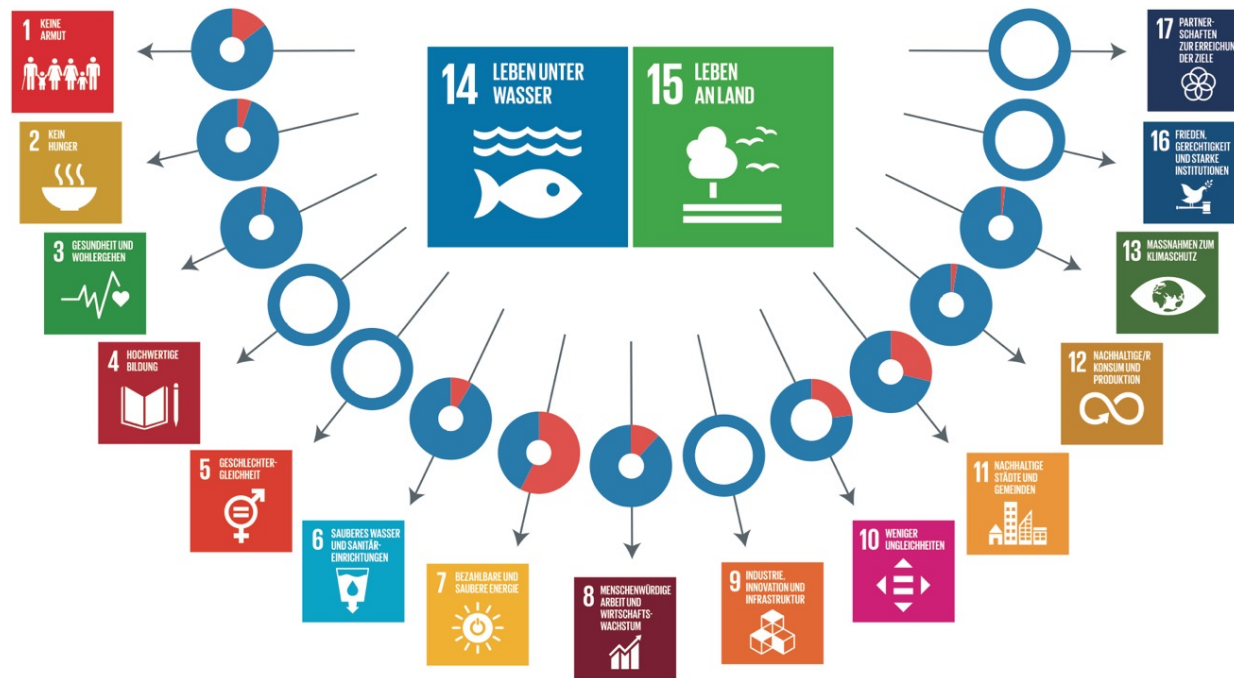 1 KEINE
ARMUT
14 LEBEN UNTER
WASSER
15 LEBEN
AN LAND
17 PARTNER-
SCHAFTEN
ZUR ERREICHUNG
DER ZIELE
2 KEIN
HUNGER
16 FRIEDEN,
GERECHTIGKEIT
UND STARKE
INSTITUTIONEN
3 GESUNDHEIT UND
WOHLERGEHEN
13 MASSNAHMEN ZUM
KLIMASCHUTZ
4 HOCHWERTIGE
BILDUNG
12 NACHHALTIGE/R
KONSUM UND
PRODUKTION
5 GESCHLECHTER-
GLEICHHEIT
11 NACHHALTIGE
STÄDTE UND
GEMEINDEN
6 SAUBERES WASSER
UND SANITÄR-
EINRICHTUNGEN
10 WENIGER
UNGLEICHHEITEN
7 BEZAHLBARE UND
SAUBERE ENERGIE
8 MENSCHENWÜRDIGE
ARBEIT UND
WIRTSCHAFTS-
WACHSTUM
9 INDUSTRIE,
INNOVATION UND
INFRASTRUKTUR